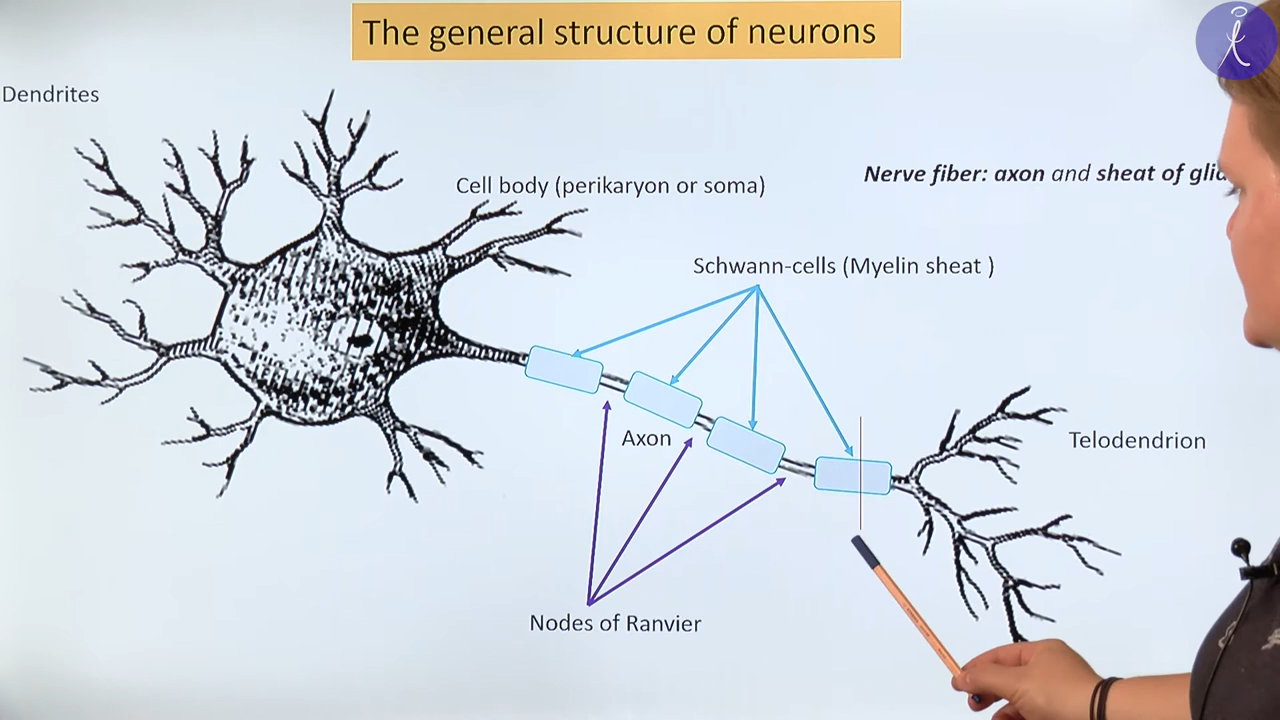 The general structure of neurons
Dendrites
Cell body (perikaryon or soma)
Nerve fiber: axon and sheat of
Schwann-cells (Myelin sheat )
Axon
Telodendrion
Nodes of Ranvier